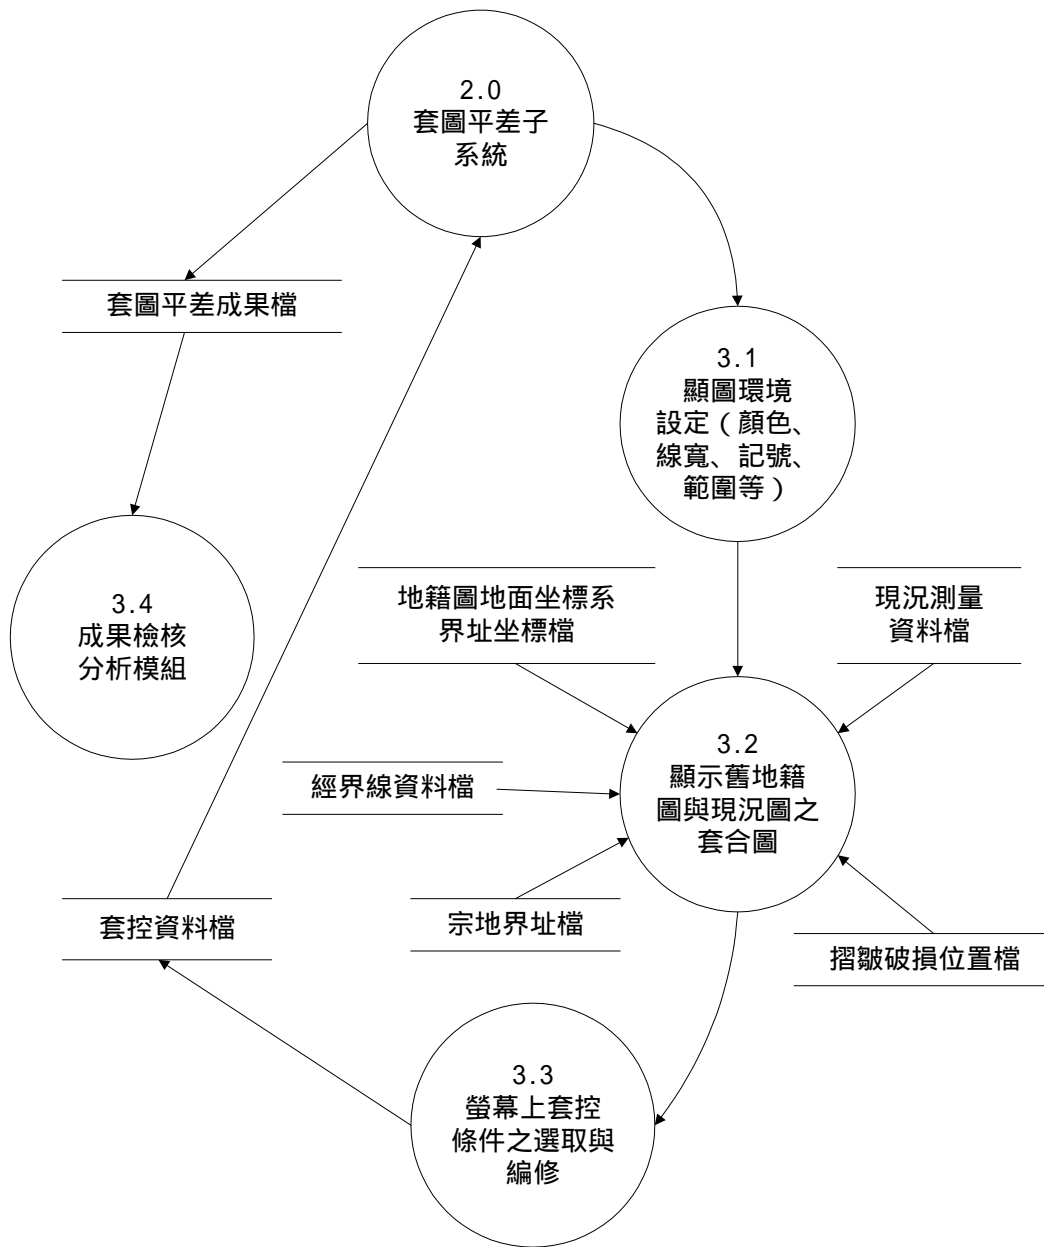 2.0
套圖平差子
系統
套圖平差成果檔
3.1
顯圖環境
設定（顏色、
線寬、記號、
範圍等）
3.4
成果檢核
分析模組
地籍圖地面坐標系
界址坐標檔
現況測量
資料檔
3.2
顯示舊地籍
圖與現況圖之
套合圖
經界線資料檔
宗地界址檔
套控資料檔
摺皺破損位置檔
3.3
螢幕上套控
條件之選取與
編修